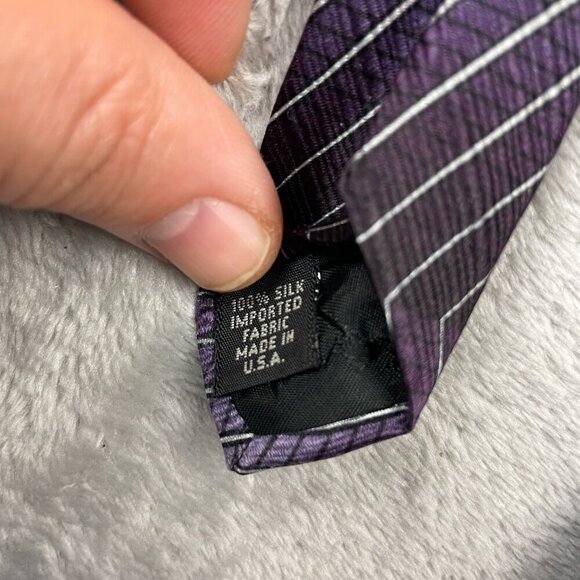 100% SILK
IMPORTED
FABRIC
MADE IN
U.S.A.